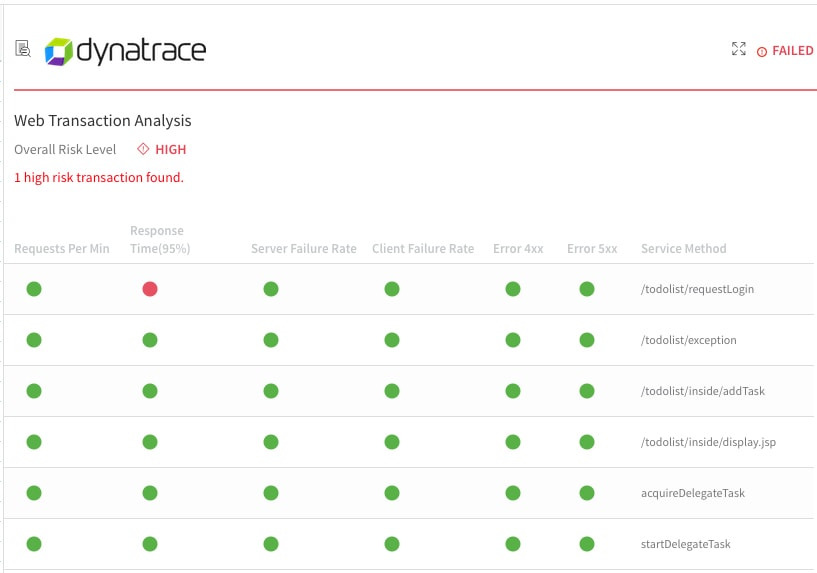 dynatrace
FAILED
Web Transaction Analysis
Overall Risk Level HIGH
1 high risk transaction found.
Requests Per Min Response Time(95%) Server Failure Rate Client Failure Rate Error 4xx Error 5xx Service Method
/todolist/requestLogin
/todolist/exception
/todolist/inside/addTask
/todolist/inside/display.jsp
acquireDelegateTask
startDelegateTask